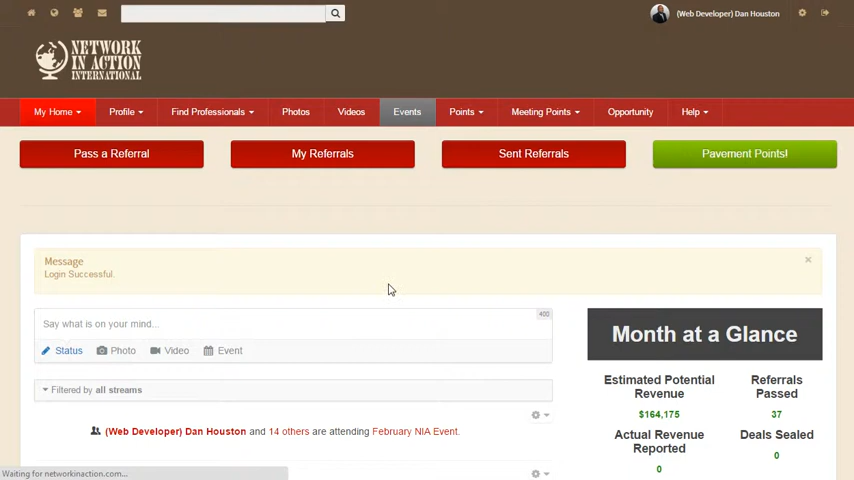 (Web Developer) Dan Houston
NETWORK
IN ACTION
INTERNATIONAL
My Home Profile Find Professionals Photos Videos Events Points Meeting Points Opportunity Help
Pass a Referral My Referrals Sent Referrals Pavement Points!
Message
Login Successful.
×
Say what is on your mind...
400
Status Photo Video Event
Filtered by all streams
(Web Developer) Dan Houston and 14 others are attending February NIA Event.
Month at a Glance
Estimated Potential
Revenue
$164,175
Referrals
Passed
37
Actual Revenue
Reported
0
Deals Sealed
0
Waiting for networkinaction.com...